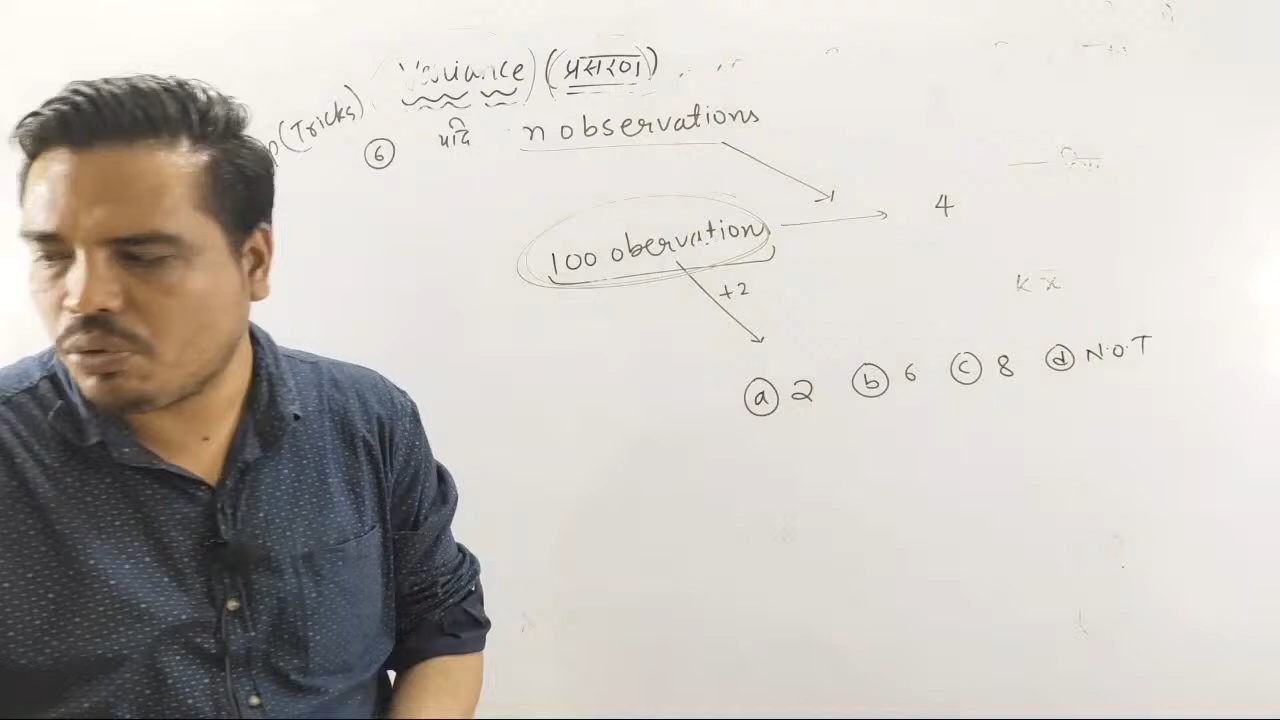 (Tricks) Variance) (प्रसरण)
6 यदि n observations
100 obervation 4
+2
k x̄
a 2 b 6 c 8 d N.O.T